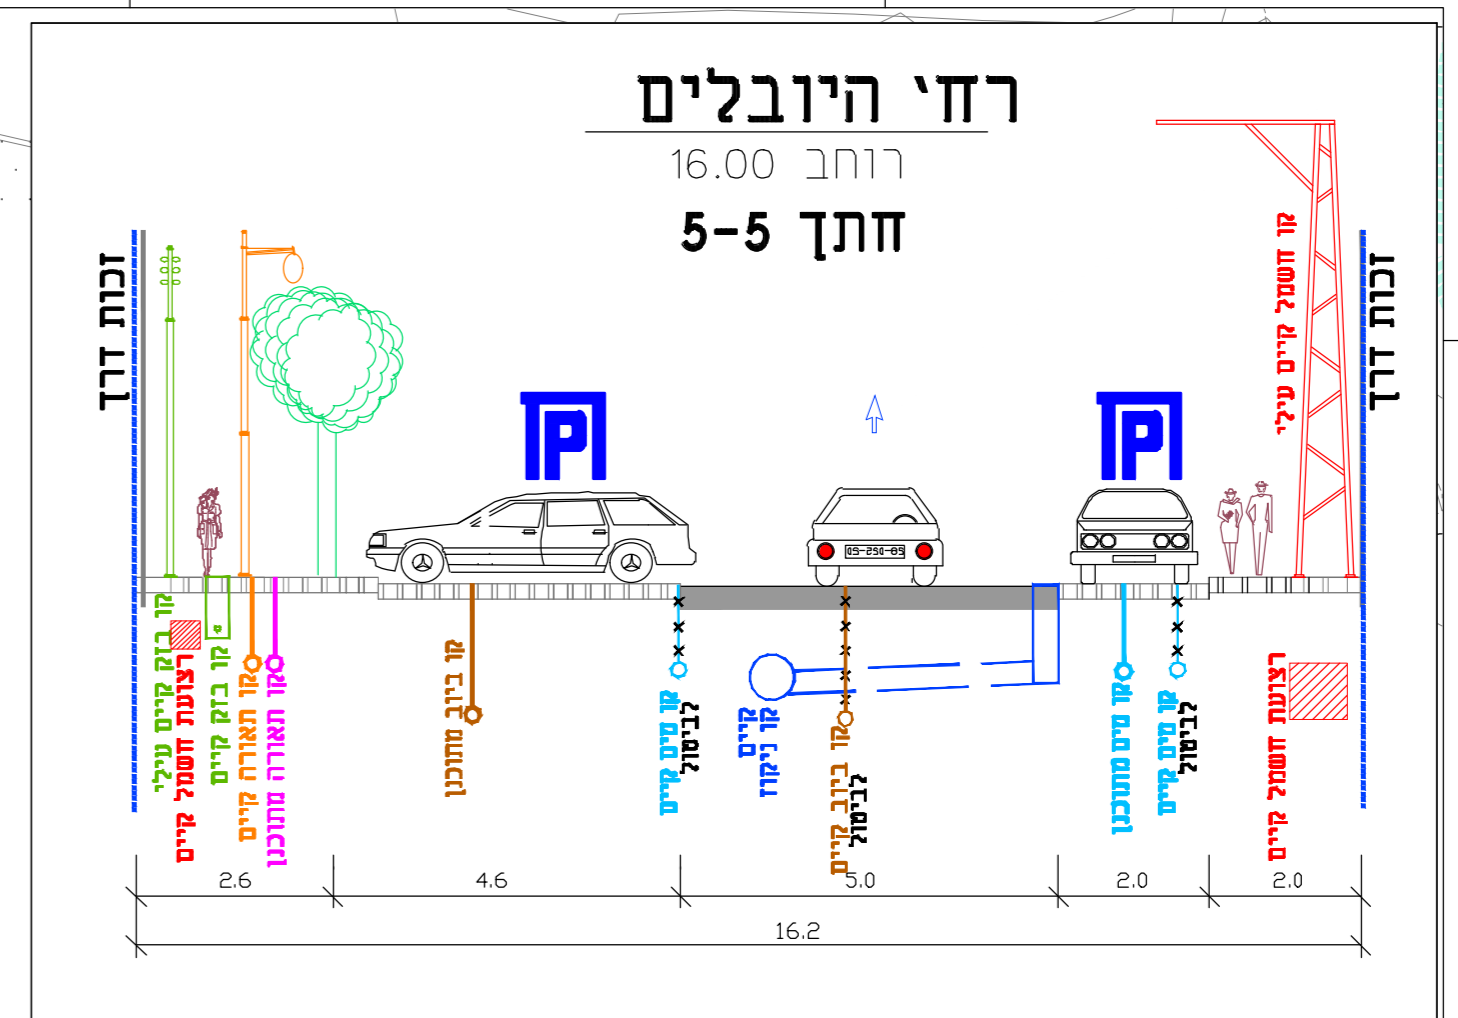 רח' היובלים
רוחב 16.00
חתך 5-5
זכות דרך
זכות דרך
קו חשמל קיים עילי
P
P
קו בזק קיים עילי
רצועת חשמל קיים
קו בזק קיים
קו תאורה קיים
קו תאורה מתוכנן
קו ביוב מתוכנן
קו מים קיים
לביטול
קו ניקוז
קיים
קו ביוב קיים
לביטול
קו מים מתוכנן
קו מים קיים
לביטול
רצועת חשמל קיים
2.6
4.6
5.0
2.0
2.0
16.2